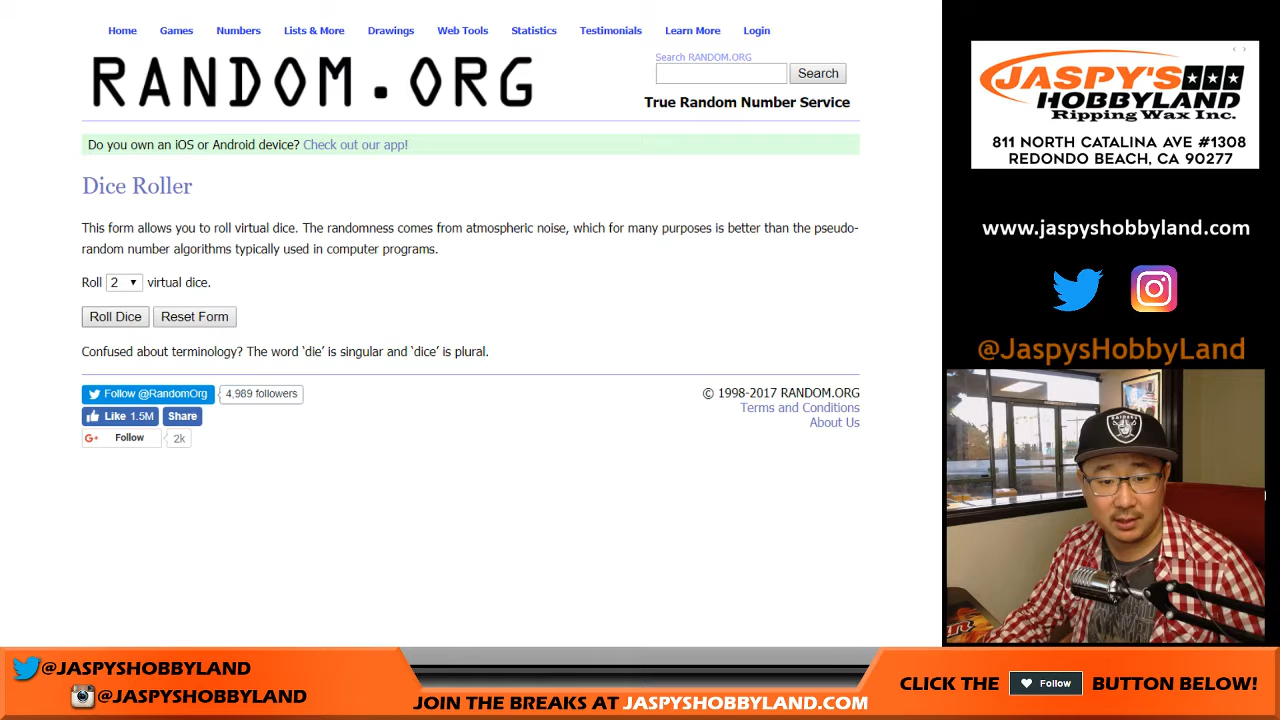 Home Games Numbers Lists & More Drawings Web Tools Statistics Testimonials Learn More Login
RANDOM.ORG
Search RANDOM.ORG
Search
True Random Number Service
Do you own an iOS or Android device? Check out our app!
Dice Roller
This form allows you to roll virtual dice. The randomness comes from atmospheric noise, which for many purposes is better than the pseudo-
random number algorithms typically used in computer programs.
Roll 2 virtual dice.
Roll Dice Reset Form
Confused about terminology? The word ‘die’ is singular and ‘dice’ is plural.
Follow @RandomOrg 4,989 followers
Like 1.5M Share
G+ Follow 2k
© 1998-2017 RANDOM.ORG
Terms and Conditions
About Us
JASPY'S
HOBBYLAND
Ripping Wax Inc.
811 NORTH CATALINA AVE #1308
REDONDO BEACH, CA 90277
www.jaspyshobbyland.com
@JaspysHobbyLand
RAIDERS
@JASPYSHOBBYLAND
@JASPYSHOBBYLAND
JOIN THE BREAKS AT JASPYSHOBBYLAND.COM
CLICK THE Follow BUTTON BELOW!